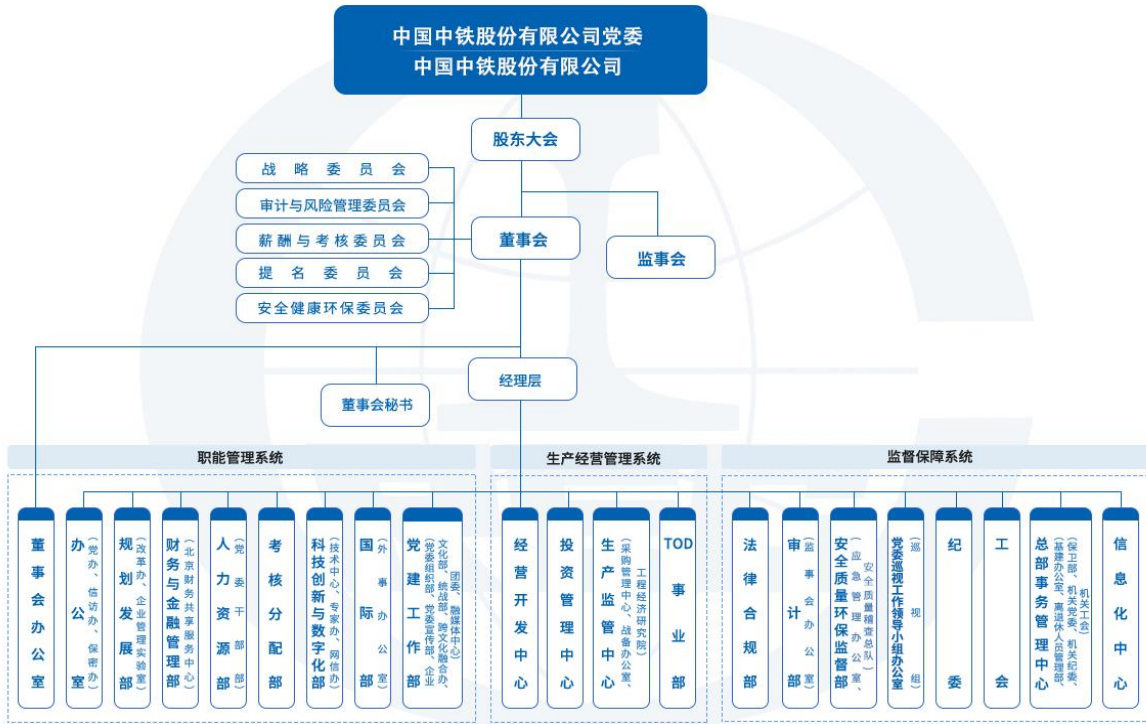 中国中铁股份有限公司党委
中国中铁股份有限公司
股东大会
战略委员会
审计与风险管理委员会
薪酬与考核委员会
提名委员会
安全健康环保委员会
董事会
监事会
经理层
董事会秘书
职能管理系统
生产经营管理系统
监督保障系统
董事会办公室
办公室
(党办、信访办、保密办)
规划发展部
(改革办、企业管理实验室)
财务与金融管理部
(北京财务共享服务中心)
人力资源部
(党委干部部)
考核分配部
科技创新与数字化部
(技术中心、专家办、网信办)
国际部
(外事办公室)
党建工作部
(党委组织部、党委宣传部、企业
文化部、统战部、跨文化融合办、
团委、融媒体中心)
经营开发中心
投资管理中心
生产监管中心
(采购管理中心、战备办公室、
工程经济研究院)
TOD事业部
法律合规部
审计部
(监事会办公室)
安全质量环保监督部
(应急管理办公室、
安全质量稽查总队)
党委巡视工作领导小组办公室
(巡视组)
纪委
工会
总部事务管理中心
(基建办公室、离退休人员管理部、
保卫部、机关党委、机关纪委、
机关工会)
信息化中心